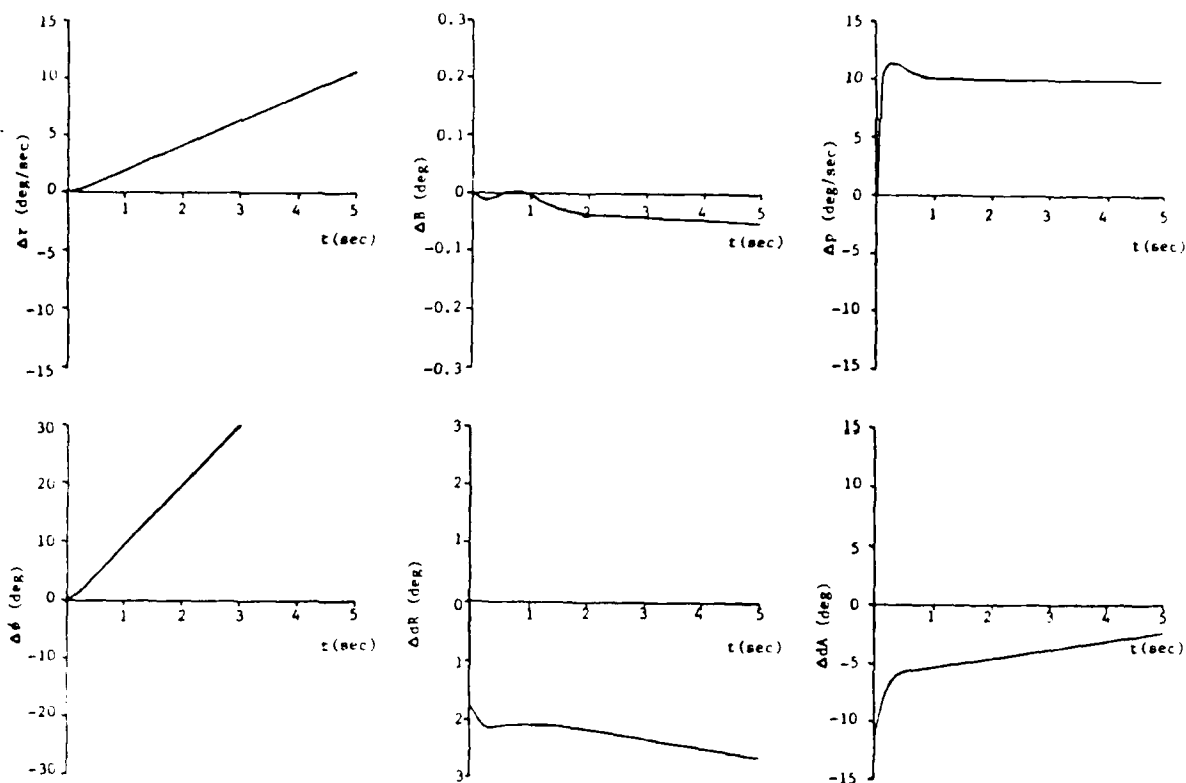 15
10
5
0
-5
-10
-15
Δr (deg/sec)
1 2 3 4 5
t(sec)
0.3
0.2
0.1
0
-0.1
-0.2
-0.3
ΔB (deg)
1 2 3 4 5
t(sec)
15
10
5
0
-5
-10
-15
Δp (deg/sec)
1 2 3 4 5
t(sec)
30
20
10
0
-10
-20
-30
Δϕ (deg)
1 2 3 4 5
t(sec)
3
2
1
0
1
2
3
ΔdR (deg)
1 2 3 4 5
t(sec)
15
10
5
0
-5
-10
-15
ΔdA (deg)
1 2 3 4 5
t(sec)